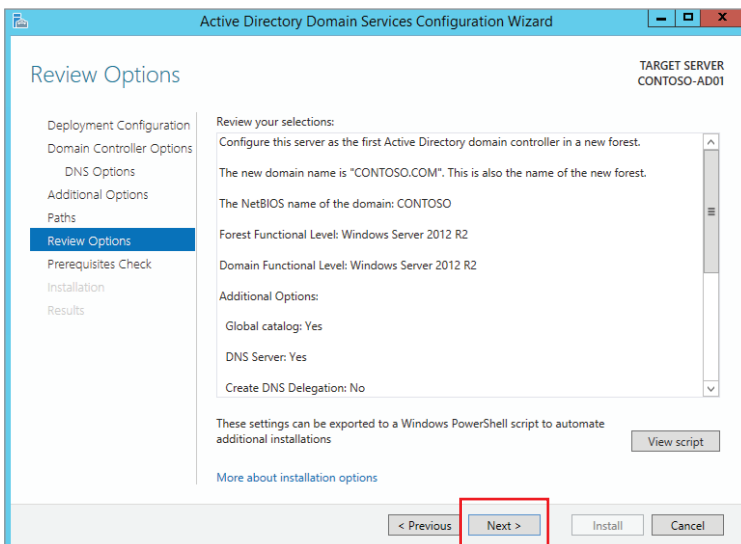 Active Directory Domain Services Configuration Wizard
Review Options
TARGET SERVER
CONTOSO-AD01
Deployment Configuration
Domain Controller Options
DNS Options
Additional Options
Paths
Review Options
Prerequisites Check
Installation
Results
Review your selections:
Configure this server as the first Active Directory domain controller in a new forest.
The new domain name is "CONTOSO.COM". This is also the name of the new forest.
The NetBIOS name of the domain: CONTOSO
Forest Functional Level: Windows Server 2012 R2
Domain Functional Level: Windows Server 2012 R2
Additional Options:
Global catalog: Yes
DNS Server: Yes
Create DNS Delegation: No
These settings can be exported to a Windows PowerShell script to automate
additional installations
View script
More about installation options
< Previous
Next >
Install
Cancel